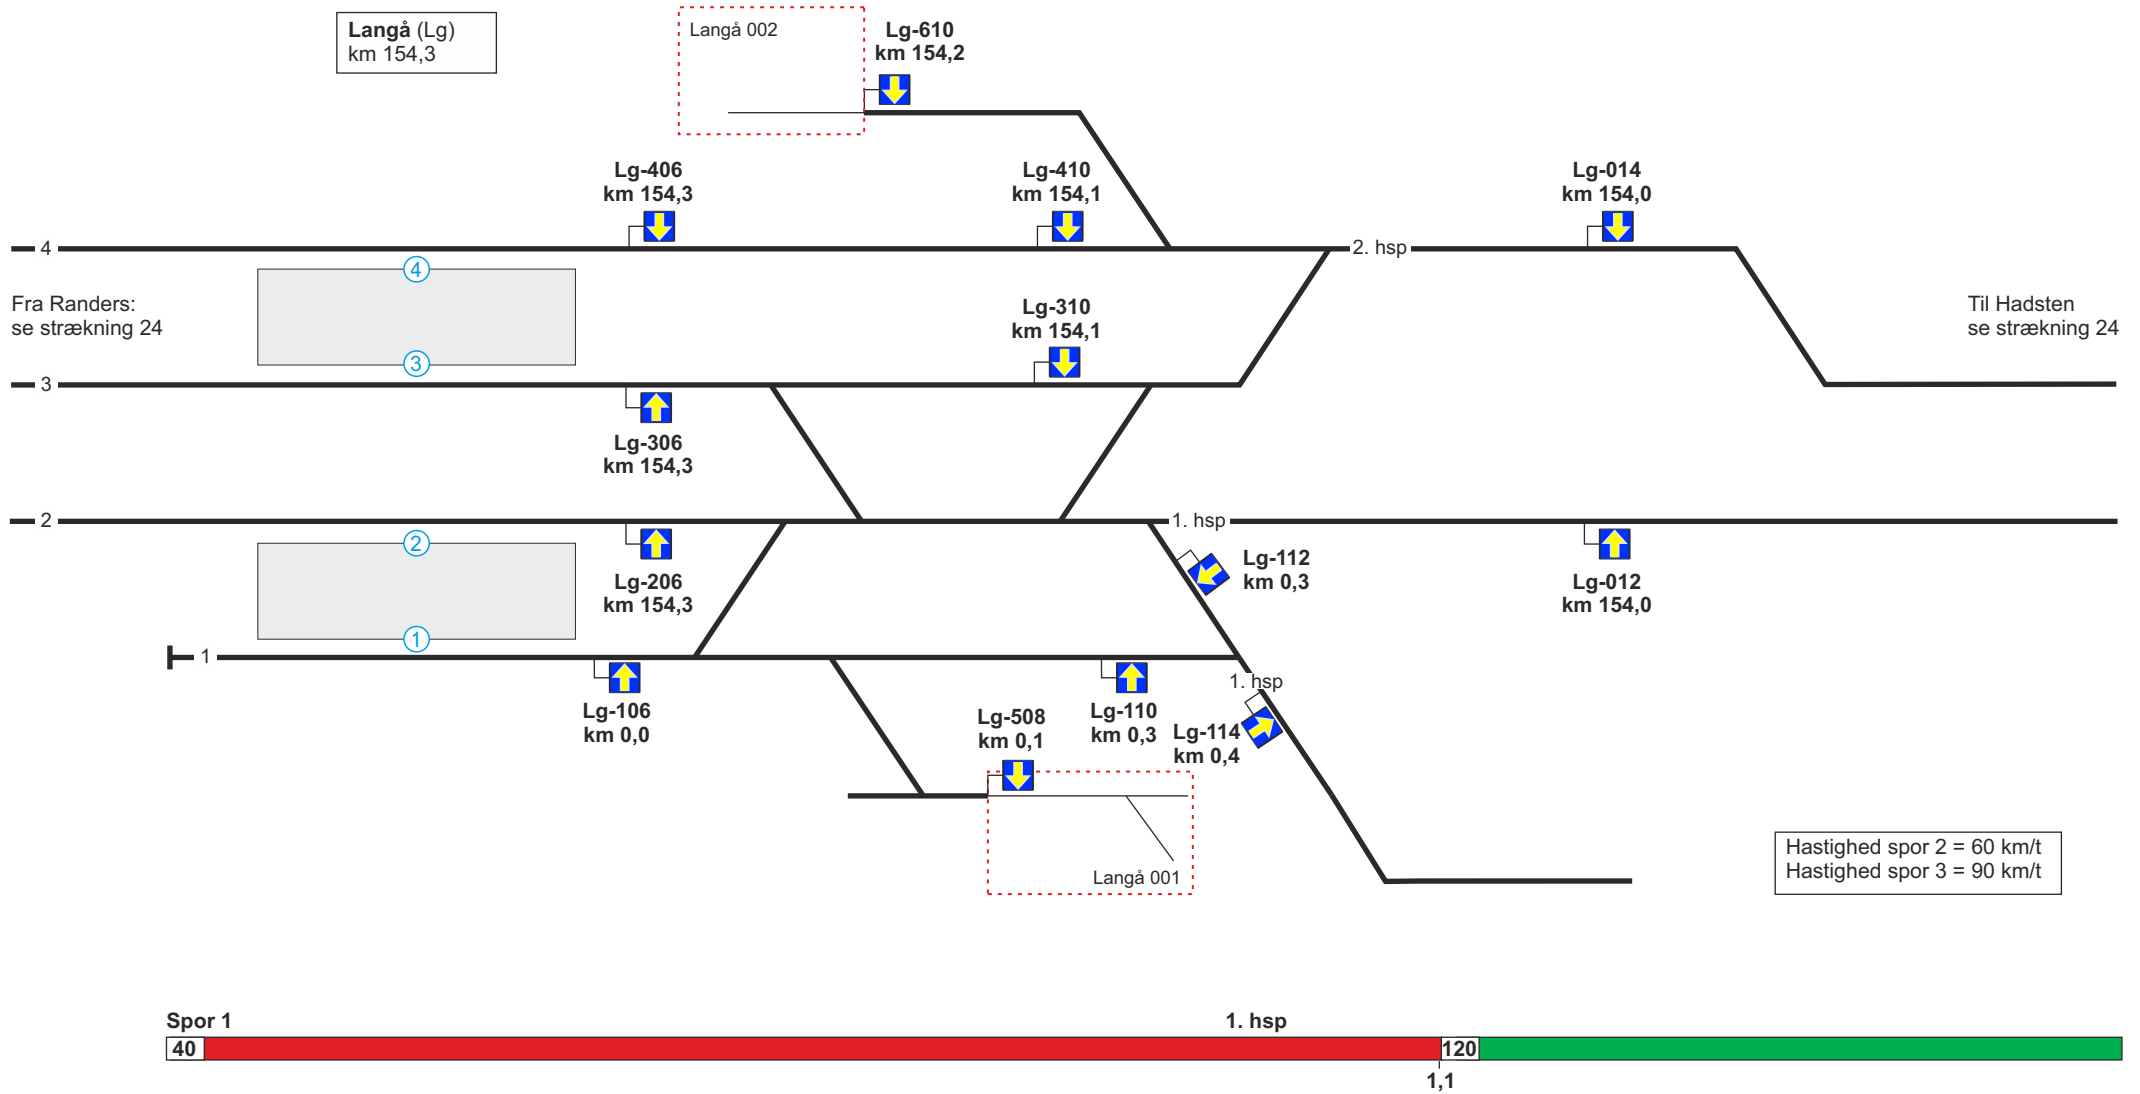 Langå (Lg)
km 154,3
Langå 002
Lg-610
km 154,2
Lg-406
km 154,3
Lg-410
km 154,1
Lg-014
km 154,0
4
2. hsp
4
Fra Randers:
se strækning 24
Lg-310
km 154,1
Til Hadsten
se strækning 24
3
3
Lg-306
km 154,3
2
1. hsp
2
Lg-206
km 154,3
Lg-112
km 0,3
Lg-012
km 154,0
1
1
1. hsp
Lg-106
km 0,0
Lg-508
km 0,1
Lg-110
km 0,3
Lg-114
km 0,4
Langå 001
Hastighed spor 2 = 60 km/t
Hastighed spor 3 = 90 km/t
Spor 1
1. hsp
40
120
1,1